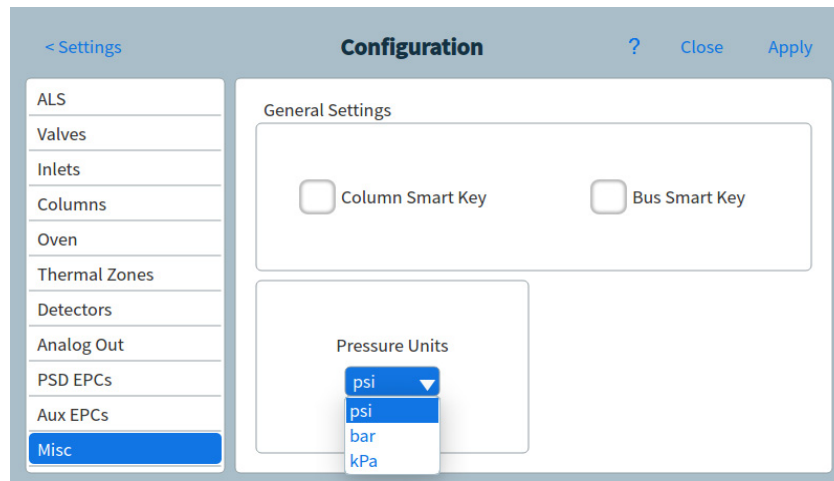 < Settings
Configuration
?
Close
Apply
ALS
Valves
Inlets
Columns
Oven
Thermal Zones
Detectors
Analog Out
PSD EPCs
Aux EPCs
Misc
General Settings
Column Smart Key
Bus Smart Key
Pressure Units
psi
psi
bar
kPa